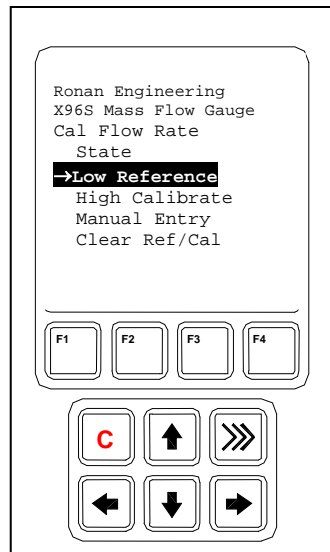 Ronan Engineering
X96S Mass Flow Gauge
Cal Flow Rate
State
→Low Reference
High Calibrate
Manual Entry
Clear Ref/Cal
F1 F2 F3 F4
C